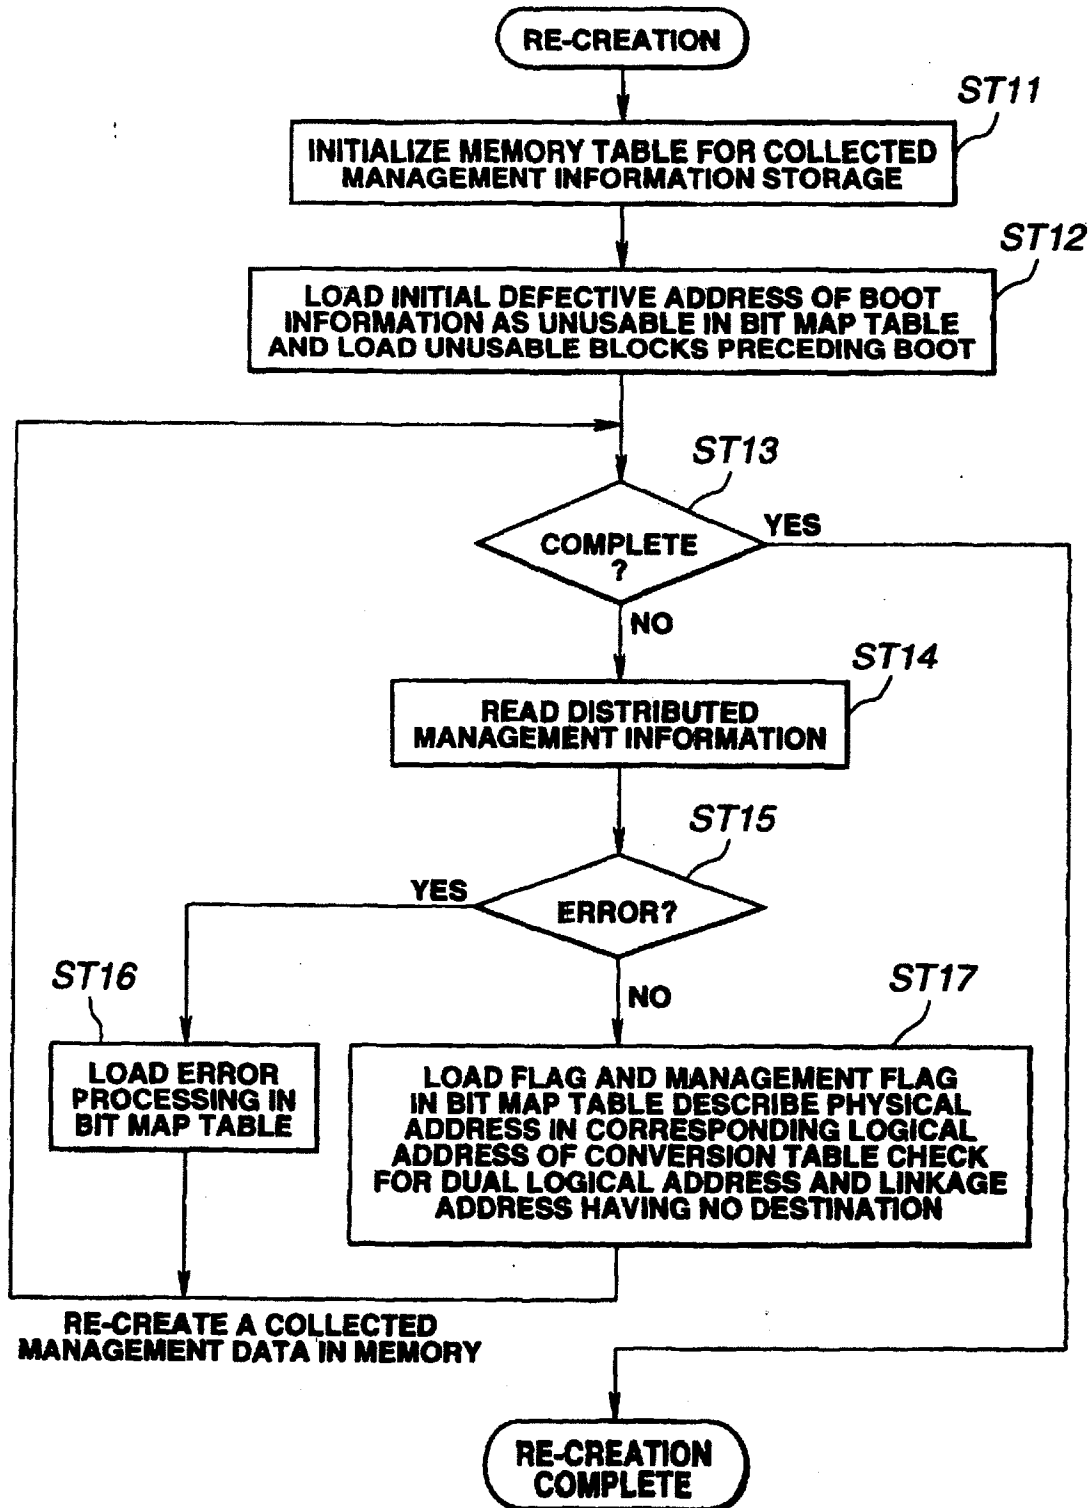 RE-CREATION
ST11
INITIALIZE MEMORY TABLE FOR COLLECTED
MANAGEMENT INFORMATION STORAGE
ST12
LOAD INITIAL DEFECTIVE ADDRESS OF BOOT
INFORMATION AS UNUSABLE IN BIT MAP TABLE
AND LOAD UNUSABLE BLOCKS PRECEDING BOOT
ST13
COMPLETE
?
YES
NO
ST14
READ DISTRIBUTED
MANAGEMENT INFORMATION
ST15
ERROR?
YES
NO
ST16
LOAD ERROR
PROCESSING IN
BIT MAP TABLE
ST17
LOAD FLAG AND MANAGEMENT FLAG
IN BIT MAP TABLE DESCRIBE PHYSICAL
ADDRESS IN CORRESPONDING LOGICAL
ADDRESS OF CONVERSION TABLE CHECK
FOR DUAL LOGICAL ADDRESS AND LINKAGE
ADDRESS HAVING NO DESTINATION
RE-CREATE A COLLECTED
MANAGEMENT DATA IN MEMORY
RE-CREATION
COMPLETE